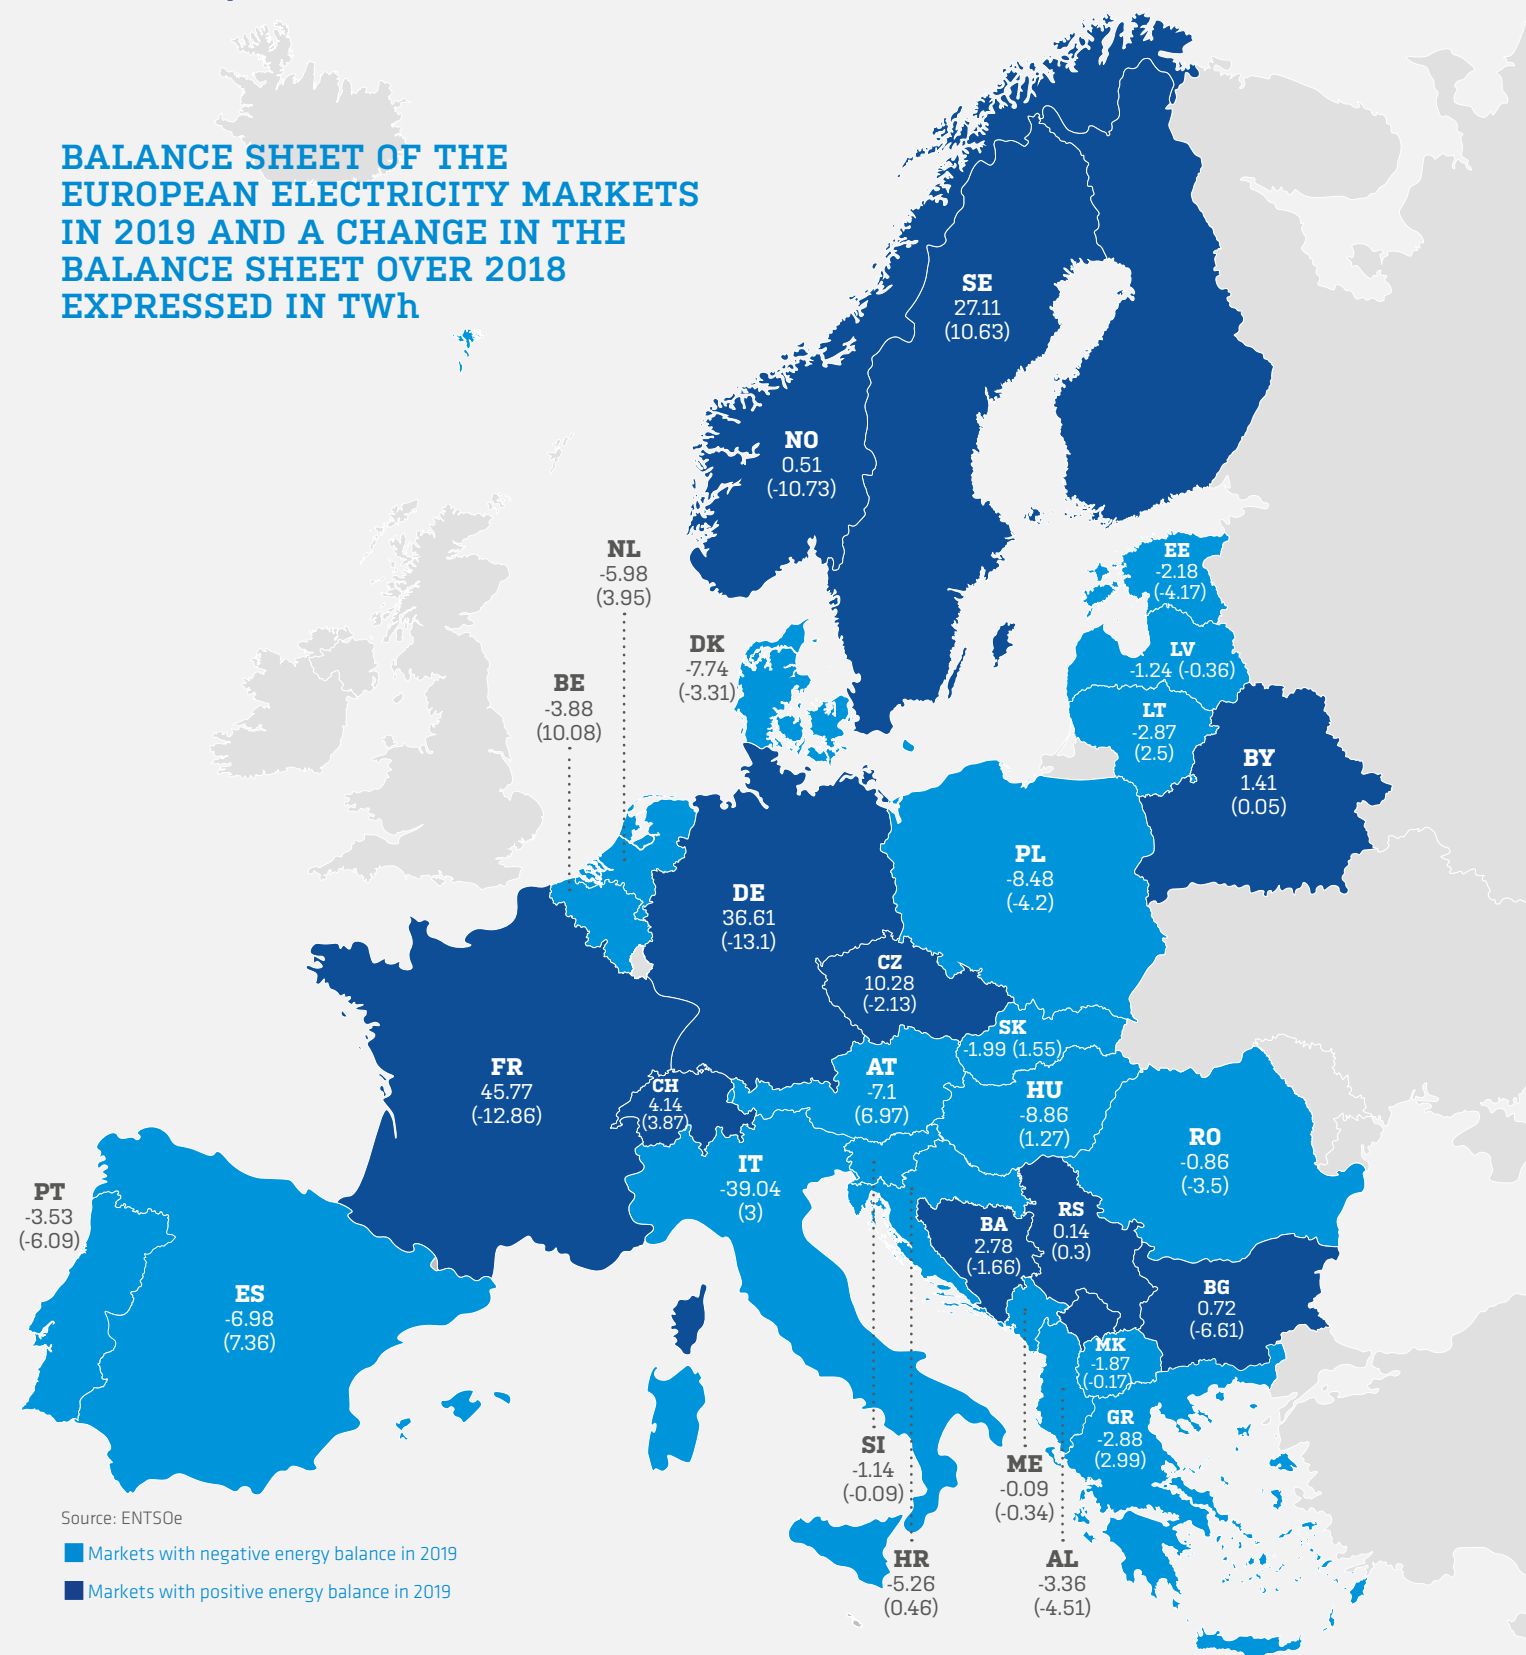 BALANCE SHEET OF THE
EUROPEAN ELECTRICITY MARKETS
IN 2019 AND A CHANGE IN THE
BALANCE SHEET OVER 2018
EXPRESSED IN TWh
SE
27.11
(10.63)
NO
0.51
(-10.73)
NL
-5.98
(3.95)
EE
-2.18
(-4.17)
DK
-7.74
(-3.31)
LV
-1.24 (-0.36)
BE
-3.88
(10.08)
LT
-2.87
(2.5)
BY
1.41
(0.05)
PL
-8.48
(-4.2)
DE
36.61
(-13.1)
CZ
10.28
(-2.13)
SK
-1.99 (1.55)
FR
45.77
(-12.86)
CH
4.14
(3.87)
AT
-7.1
(6.97)
HU
-8.86
(1.27)
RO
-0.86
(-3.5)
IT
-39.04
(3)
PT
-3.53
(-6.09)
BA
2.78
(-1.66)
RS
0.14
(0.3)
ES
-6.98
(7.36)
BG
0.72
(-6.61)
MK
-1.87
(-0.17)
GR
-2.88
(2.99)
SI
-1.14
(-0.09)
ME
-0.09
(-0.34)
HR
-5.26
(0.46)
AL
-3.36
(-4.51)
Source: ENTSOe
Markets with negative energy balance in 2019
Markets with positive energy balance in 2019